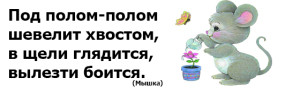 Под полом-полом
шевелит хвостом,
в щели глядится,
вылезти боится.
(Мышка)